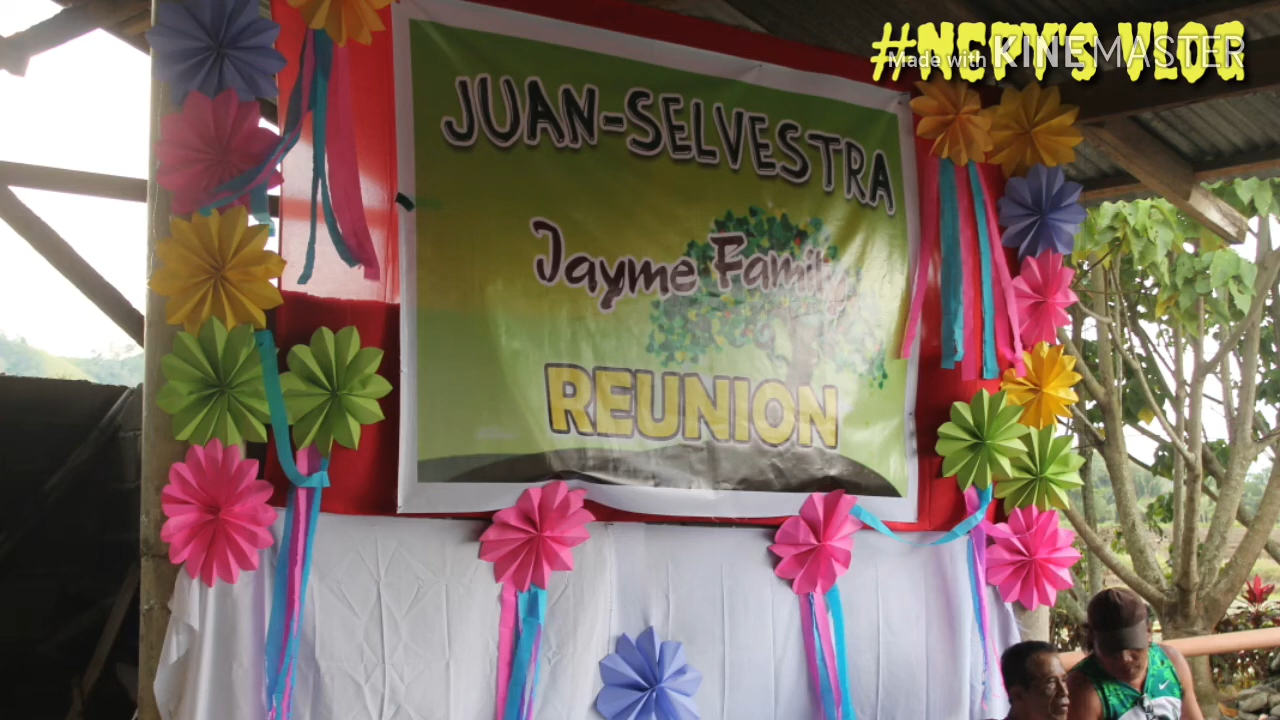 #NEPY'S VLOG
Made with KINEMASTER
JUAN-SELVESTRA
Jayme Family
REUNION